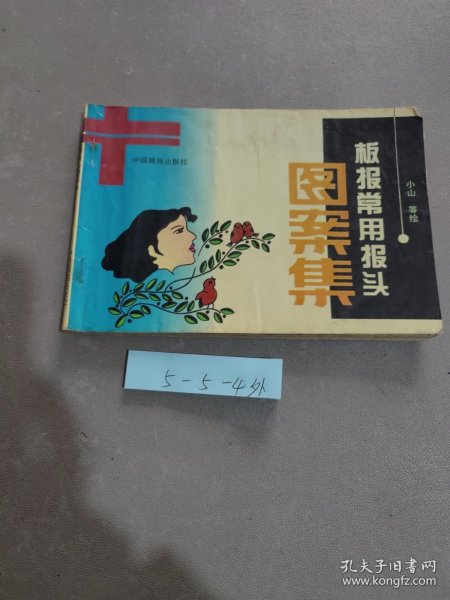 中国画报出版社
板报常用报头
图案集
小山 等绘
5-5-4外
孔夫子旧书网
www.kongfz.com